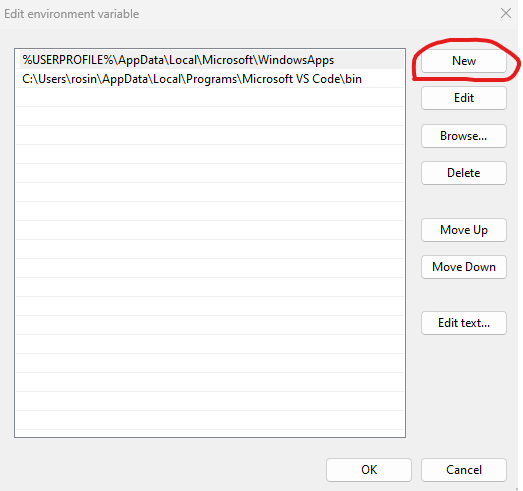 Edit environment variable
%USERPROFILE%\AppData\Local\Microsoft\WindowsApps
C:\Users\rosin\AppData\Local\Programs\Microsoft VS Code\bin
New
Edit
Browse...
Delete
Move Up
Move Down
Edit text...
OK
Cancel